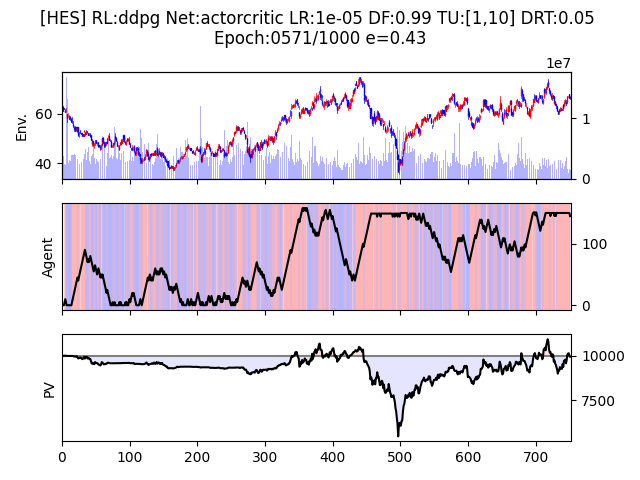 [HES] RL:ddpg Net:actorcritic LR:1e-05 DF:0.99 TU:[1,10] DRT:0.05
Epoch:0571/1000 e=0.43
1e7
Env.
60
40
1
0
Agent
100
0
PV
10000
7500
0 100 200 300 400 500 600 700